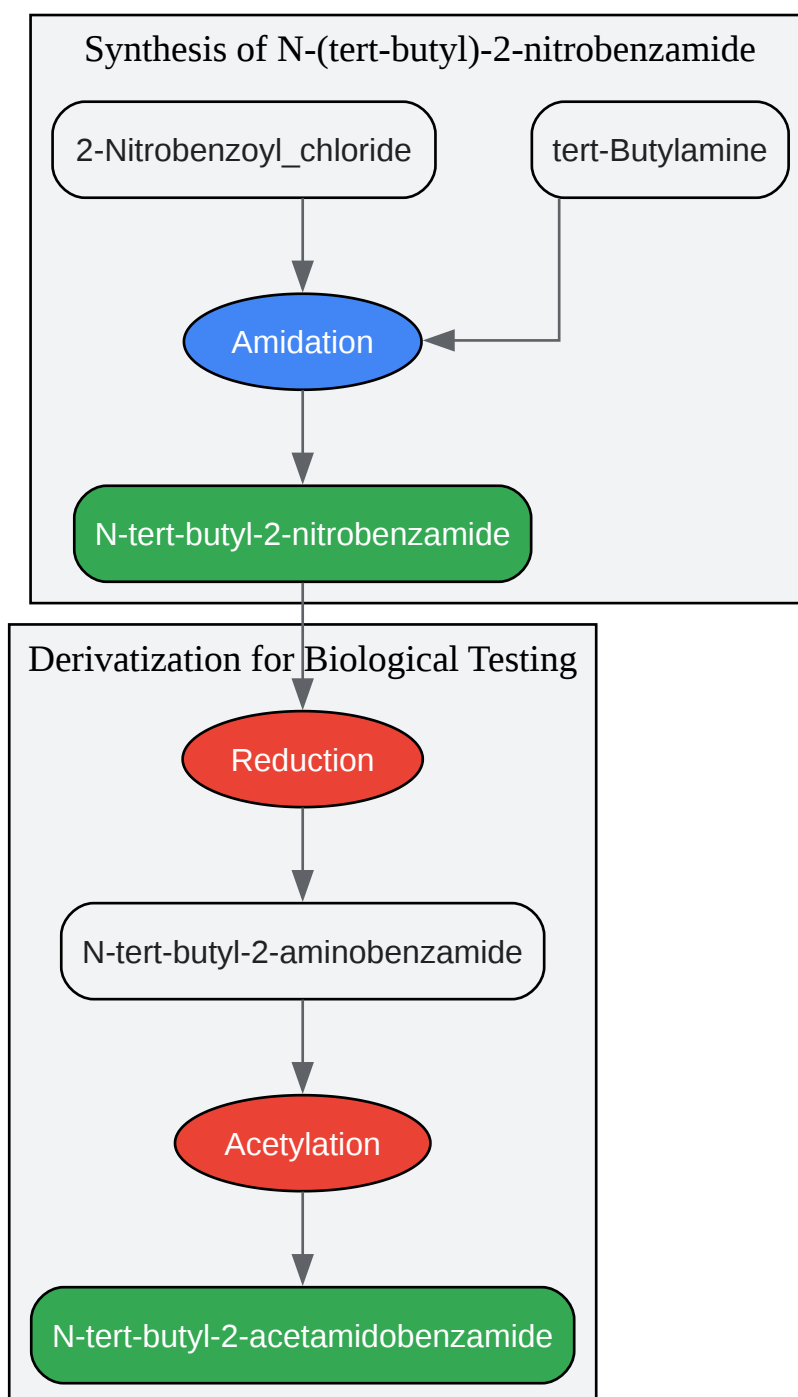 Synthesis of N-(tert-butyl)-2-nitrobenzamide
2-Nitrobenzoyl_chloride
tert-Butylamine
Amidation
N-tert-butyl-2-nitrobenzamide
Derivatization for Biological Testing
Reduction
N-tert-butyl-2-aminobenzamide
Acetylation
N-tert-butyl-2-acetamidobenzamide